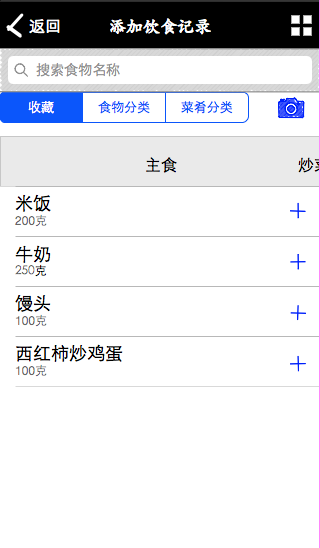 返回 添加饮食记录
搜索食物名称
收藏 食物分类 菜肴分类
主食
米饭
200克
牛奶
250克
馒头
100克
西红柿炒鸡蛋
100克